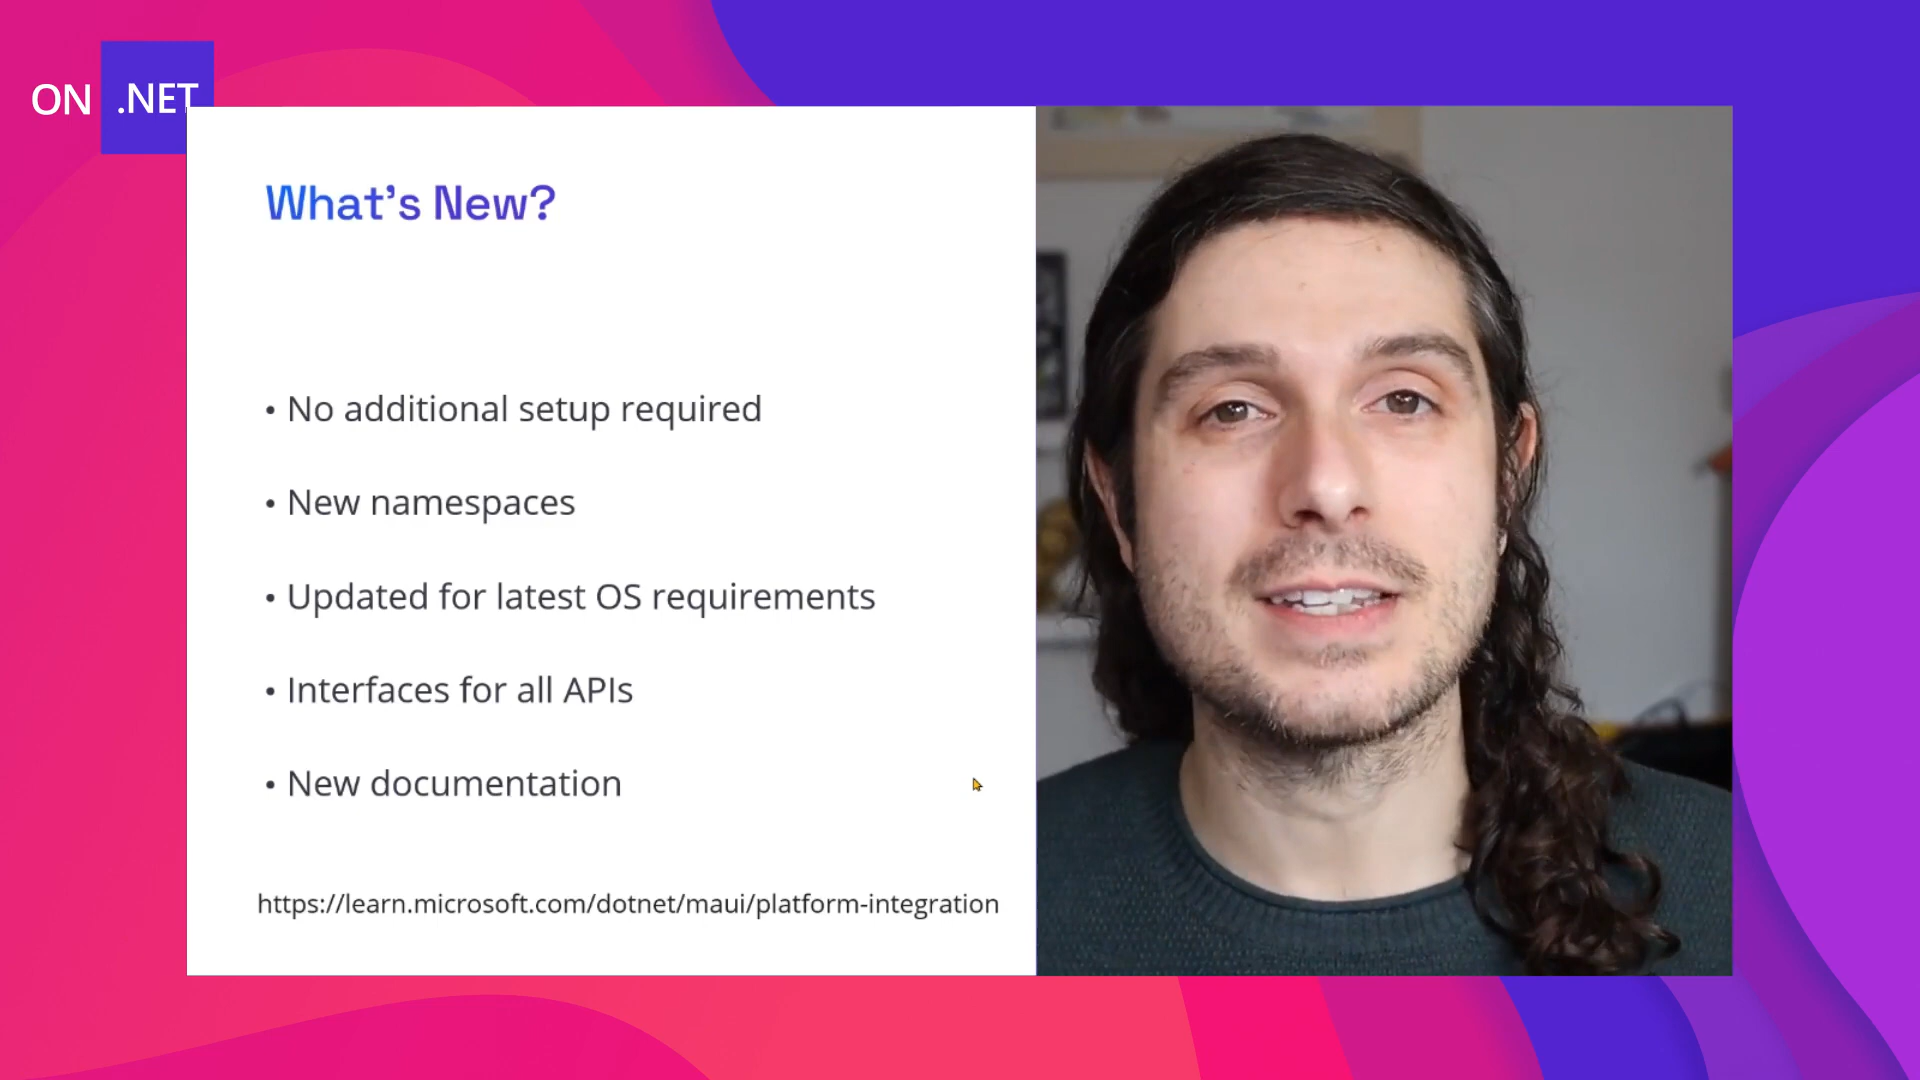 ON .NET
What's New?
• No additional setup required
• New namespaces
• Updated for latest OS requirements
• Interfaces for all APIs
• New documentation
https://learn.microsoft.com/dotnet/maui/platform-integration